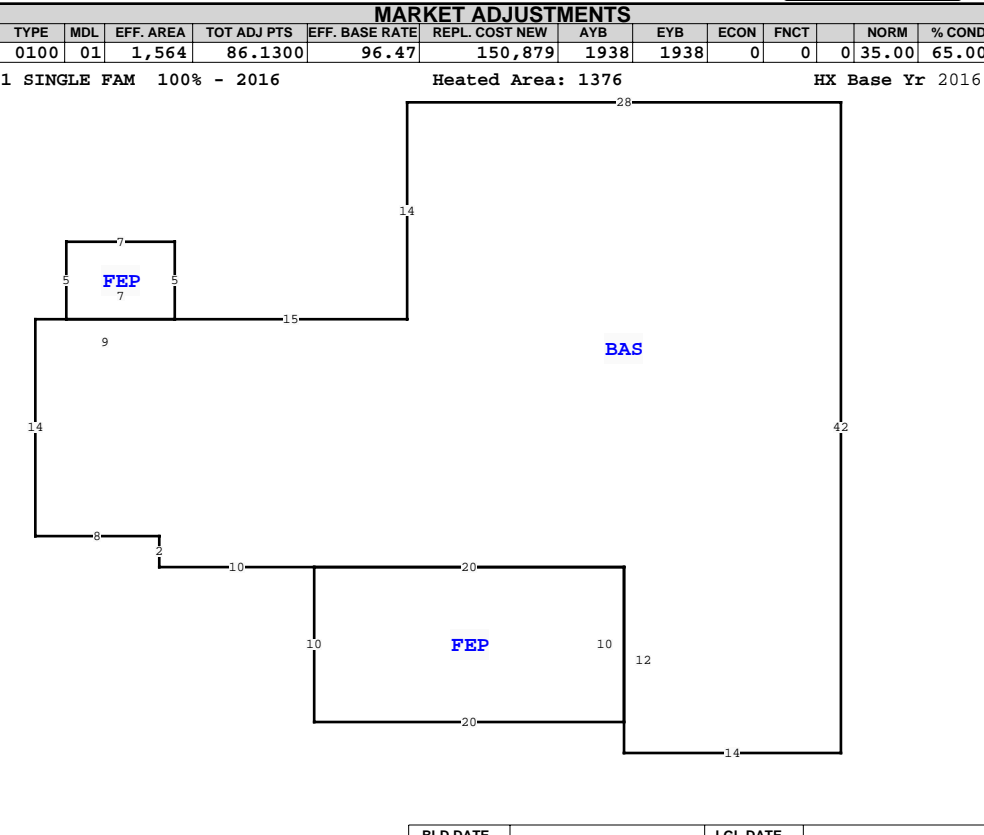 MARKET ADJUSTMENTS
TYPE MDL EFF. AREA TOT ADJ PTS EFF. BASE RATE REPL. COST NEW AYB EYB ECON FNCT NORM % COND
0100 01 1,564 86.1300 96.47 150,879 1938 1938 0 0 0 35.00 65.00
1 SINGLE FAM 100% - 2016 Heated Area: 1376 HX Base Yr 2016
28
14
7
5 FEP 5
7
15
9
BAS
14
42
8
2
10
20
10
FEP
10
12
20
14
BLD DATE LGL DATE